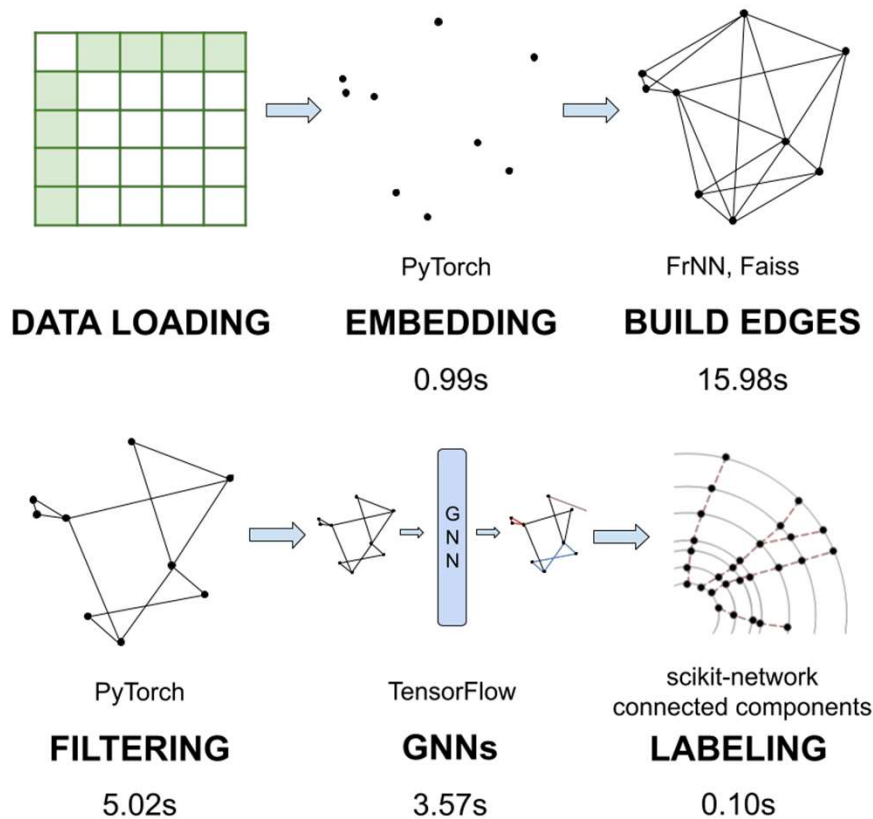 PyTorch
FrNN, Faiss
DATA LOADING
EMBEDDING
BUILD EDGES
0.99s
15.98s
G
N
N
PyTorch
TensorFlow
scikit-network
connected components
FILTERING
GNNs
LABELING
5.02s
3.57s
0.10s